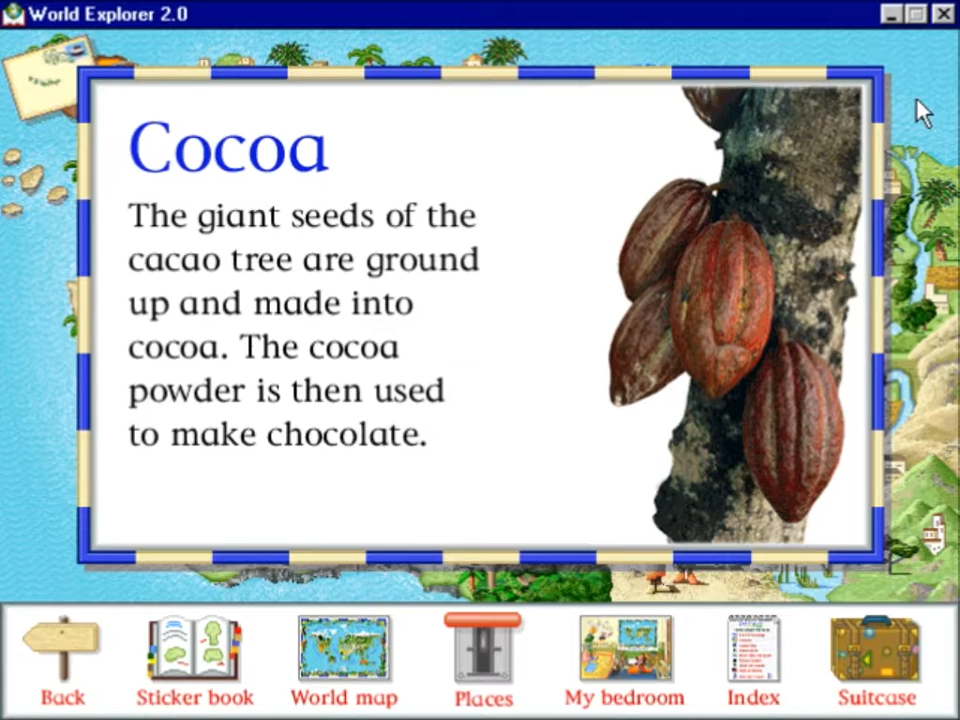 World Explorer 2.0
Cocoa
The giant seeds of the
cacao tree are ground
up and made into
cocoa. The cocoa
powder is then used
to make chocolate.
Back
Sticker book
World map
Places
My bedroom
Index
Suitcase